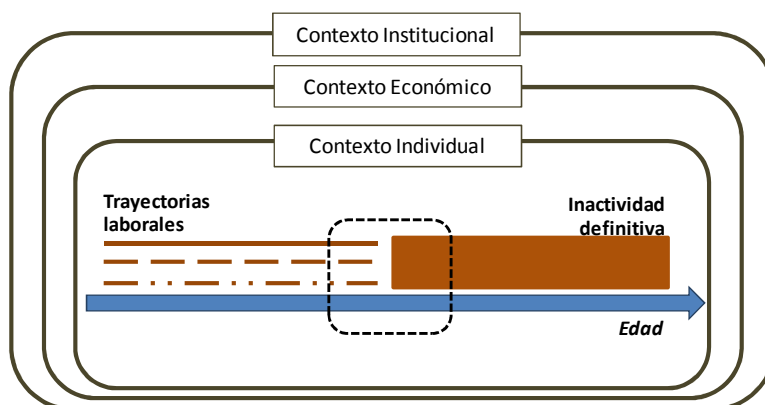 Contexto Institucional
Contexto Económico
Contexto Individual
Trayectorias
laborales
Inactividad
definitiva
Edad